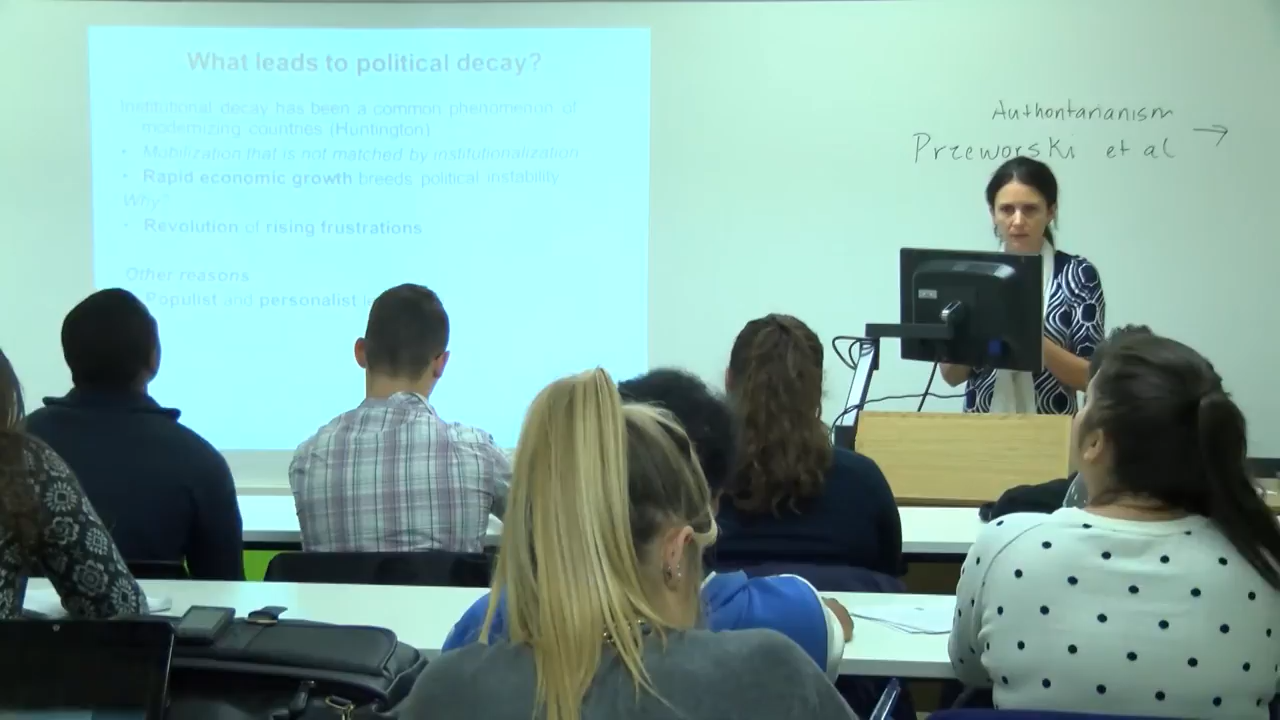 What leads to political decay?
Institutional decay has been a common phenomenon of
modernizing countries (Huntington)
• Mobilization that is not matched by institutionalization
• Rapid economic growth breeds political instability
Why?
• Revolution of rising frustrations
Other reasons
Populist and personalist
Authoritarianism →
Przeworski et al